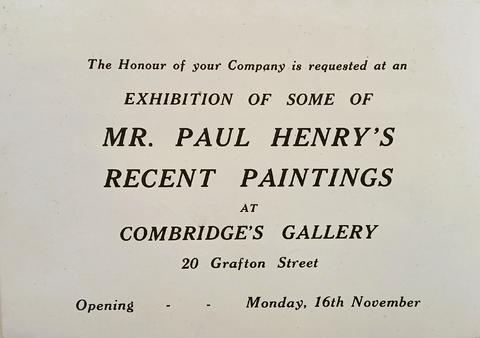 The Honour of your Company is requested at an
EXHIBITION OF SOME OF
MR. PAUL HENRY'S
RECENT PAINTINGS
AT
COMBRIDGE'S GALLERY
20 Grafton Street
Opening - - Monday, 16th November